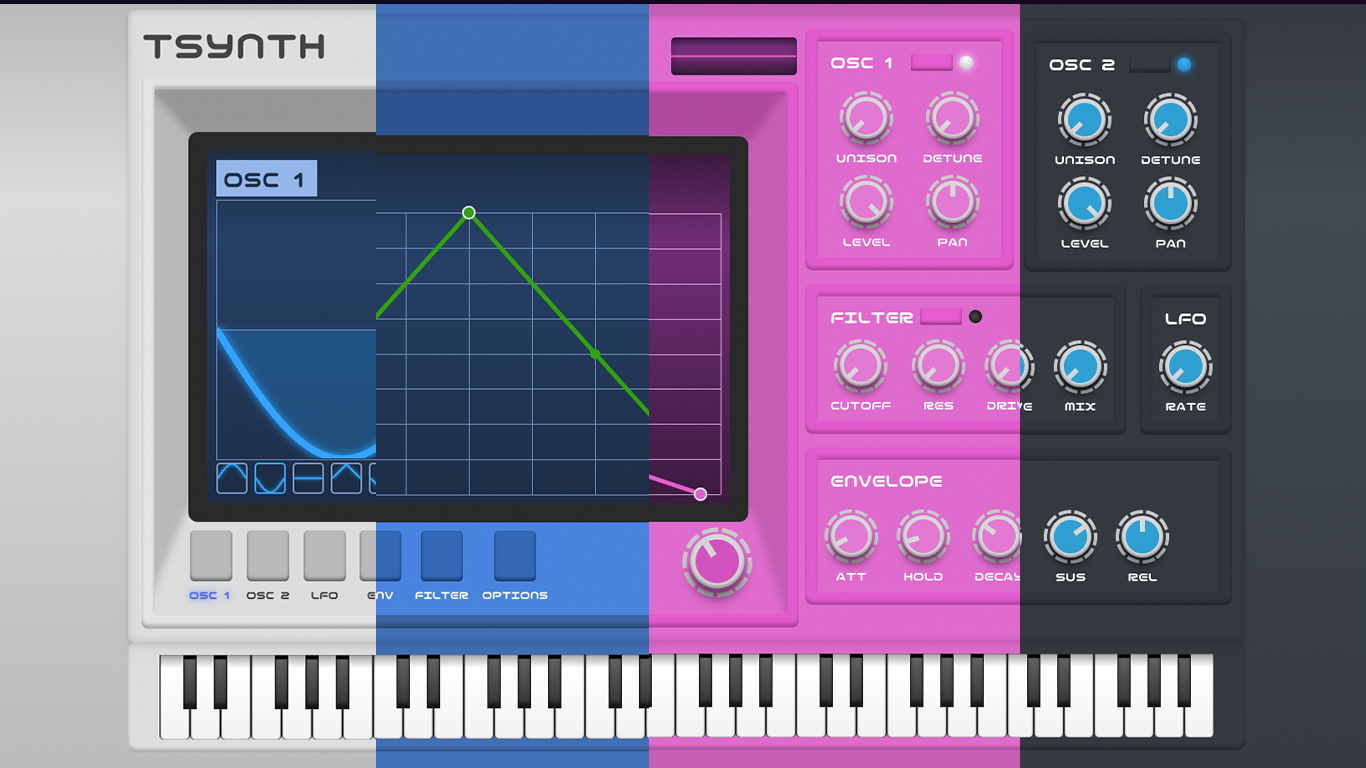 TSYNTH
OSC 1
OSC 1
OSC 2
LFO
ENV
FILTER
OPTIONS
OSC 1
UNISON
DETUNE
LEVEL
PAN
OSC 2
UNISON
DETUNE
LEVEL
PAN
FILTER
CUTOFF
RES
DRIVE
MIX
LFO
RATE
ENVELOPE
ATT
HOLD
DECAY
SUS
REL